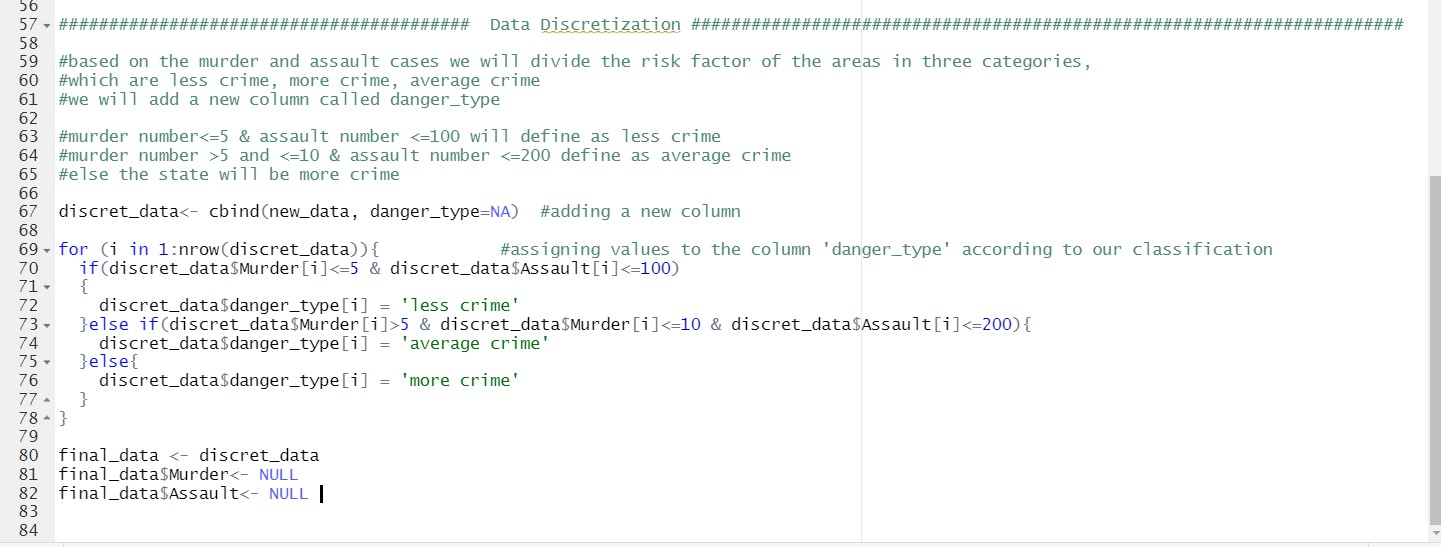 56
57 ######################################### Data Discretization #######################################################################
58
59 #based on the murder and assault cases we will divide the risk factor of the areas in three categories,
60 #which are less crime, more crime, average crime
61 #we will add a new column called danger_type
62
63 #murder number<=5 & assault number <=100 will define as less crime
64 #murder number >5 and <=10 & assault number <=200 define as average crime
65 #else the state will be more crime
66
67 discret_data<- cbind(new_data, danger_type=NA)  #adding a new column
68
69 for (i in 1:nrow(discret_data)){            #assigning values to the column 'danger_type' according to our classification
70   if(discret_data$Murder[i]<=5 & discret_data$Assault[i]<=100)
71   {
72     discret_data$danger_type[i] = 'less crime'
73   }else if(discret_data$Murder[i]>5 & discret_data$Murder[i]<=10 & discret_data$Assault[i]<=200){
74     discret_data$danger_type[i] = 'average crime'
75   }else{
76     discret_data$danger_type[i] = 'more crime'
77   }
78 }
79
80 final_data <- discret_data
81 final_data$Murder<- NULL
82 final_data$Assault<- NULL
83
84